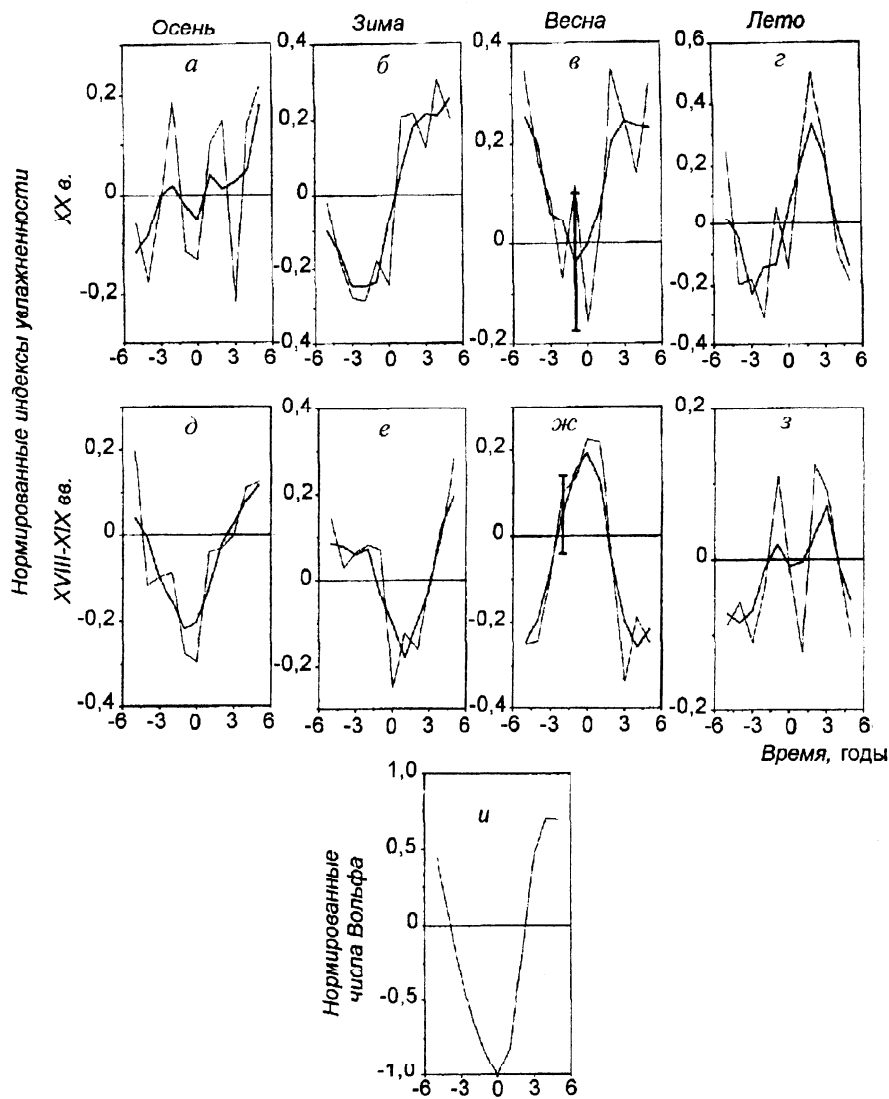 Осень Зима Весна Лето
Нормированные индексы увлажненности
XX в.
а б в г
0,2 0 -0,2
-6 -3 0 3 6
0,4 0,2 0 -0,2 -0,4
-6 -3 0 3 6
0,4 0,2 0 -0,2
-6 -3 0 3 6
0,6 0,4 0,2 0 -0,2 -0,4
-6 -3 0 3 6
XVIII-XIX вв.
д е ж з
0,2 0 -0,2 -0,4
-6 -3 0 3 6
0,4 0,2 0 -0,2
-6 -3 0 3 6
0,2 0 -0,2 -0,4
-6 -3 0 3 6
0,2 0 -0,2
-6 -3 0 3 6
Время, годы
Нормированные
числа Вольфа
и
1,0 0,5 0 -0,5 -1,0
-6 -3 0 3 6